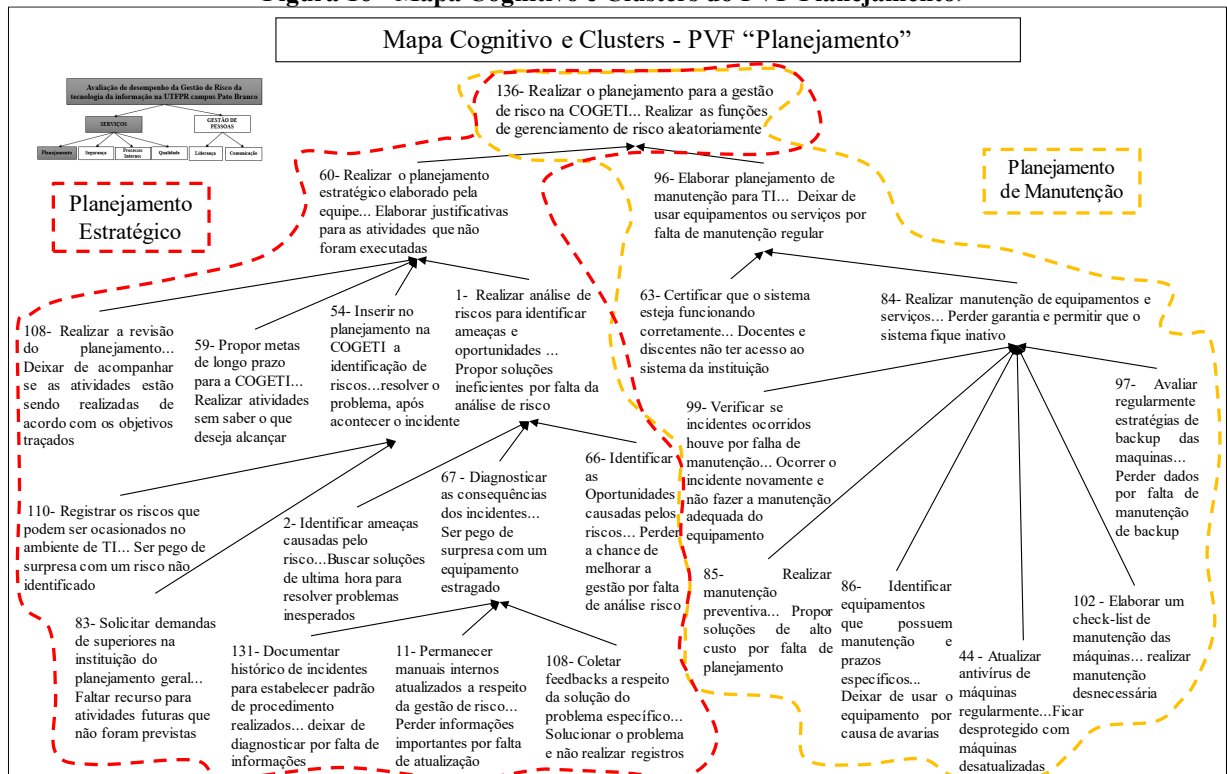 Figura 16 - Mapa Cognitivo e Clusters do PVF Planejamento.
Mapa Cognitivo e Clusters - PVF “Planejamento”
Avaliação de desempenho da Gestão de Risco da
tecnologia da informação na UTFPR campus Pato Branco
SERVIÇOS
GESTÃO DE
PESSOAS
Planejamento
Segurança
Processos
Internos
Qualidade
Liderança
Comunicação
136- Realizar o planejamento para a gestão
de risco na COGETI... Realizar as funções
de gerenciamento de risco aleatoriamente
Planejamento
Estratégico
Planejamento
de Manutenção
60- Realizar o planejamento
estratégico elaborado pela
equipe... Elaborar justificativas
para as atividades que não
foram executadas
96- Elaborar planejamento de
manutenção para TI... Deixar de
usar equipamentos ou serviços por
falta de manutenção regular
108- Realizar a revisão
do planejamento...
Deixar de acompanhar
se as atividades estão
sendo realizadas de
acordo com os objetivos
traçados
59- Propor metas
de longo prazo
para a COGETI...
Realizar atividades
sem saber o que
deseja alcançar
54- Inserir no
planejamento na
COGETI a
identificação de
riscos...resolver o
problema, após
acontecer o incidente
1- Realizar análise de
riscos para identificar
ameaças e
oportunidades ...
Propor soluções
ineficientes por falta da
análise de risco
63- Certificar que o sistema
esteja funcionando
corretamente... Docentes e
discentes não ter acesso ao
sistema da instituição
84- Realizar manutenção de equipamentos e
serviços... Perder garantia e permitir que o
sistema fique inativo
110- Registrar os riscos que
podem ser ocasionados no
ambiente de TI... Ser pego de
surpresa com um risco não
identificado
2- Identificar ameaças
causadas pelo
risco...Buscar soluções
de ultima hora para
resolver problemas
inesperados
67 - Diagnosticar
as consequências
dos incidentes...
Ser pego de
surpresa com um
equipamento
estragado
66 - Identificar
as
Oportunidades
causadas pelos
riscos... Perder
a chance de
melhorar a
gestão por falta
de análise risco
99- Verificar se
incidentes ocorridos
houve por falha de
manutenção... Ocorrer o
incidente novamente e
não fazer a manutenção
adequada do
equipamento
97- Avaliar
regularmente
estratégias de
backup das
maquinas...
Perder dados
por falta de
manutenção
de backup
83- Solicitar demandas
de superiores na
instituição do
planejamento geral...
Faltar recurso para
atividades futuras que
não foram previstas
131- Documentar
histórico de incidentes
para estabelecer padrão
de procedimento
realizados... deixar de
diagnosticar por falta de
informações
11- Permanecer
manuais internos
atualizados a respeito
da gestão de risco...
Perder informações
importantes por falta
de atualização
108- Coletar
feedbacks a respeito
da solução do
problema específico...
Solucionar o problema
e não realizar registros
85- Realizar
manutenção
preventiva... Propor
soluções de alto
custo por falta de
planejamento
86- Identificar
equipamentos
que possuem
manutenção e
prazos
específicos...
Deixar de usar o
equipamento por
causa de avarias
44 - Atualizar
antivírus de
máquinas
regularmente...Ficar
desprotegido com
máquinas
desatualizadas
102 - Elaborar um
check-list de
manutenção das
máquinas... realizar
manutenção
desnecessária